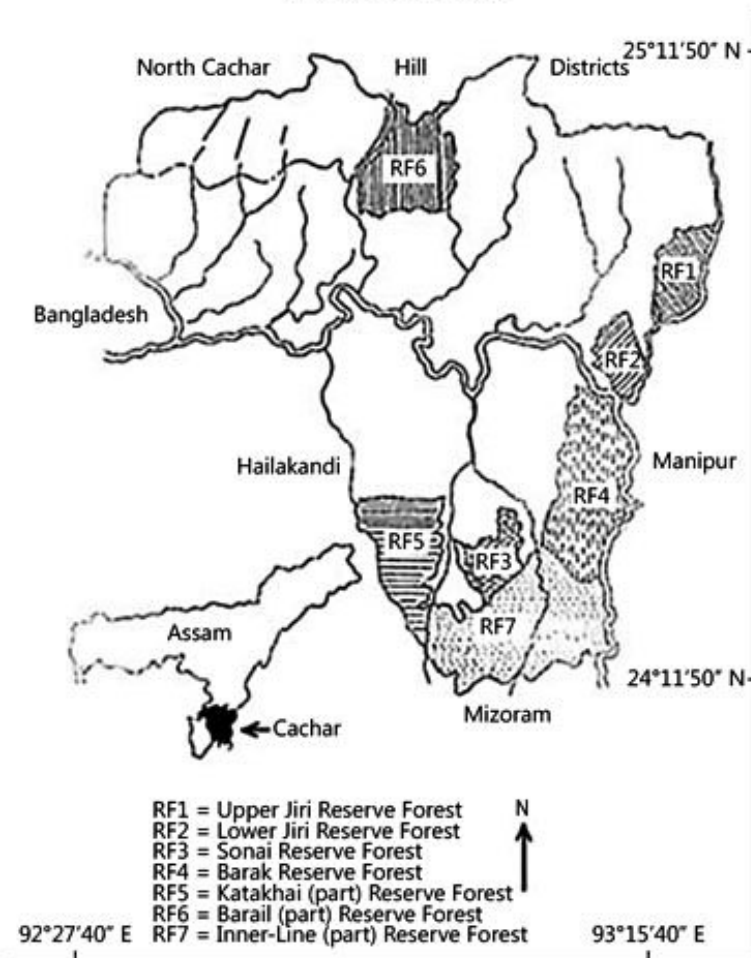 25°11'50" N
North Cachar Hill Districts
RF6
RF1
Bangladesh
RF2
Hailakandi
Manipur
RF4
RF5
RF3
Assam
RF7
24°11'50" N
Mizoram
Cachar
RF1 = Upper Jiri Reserve Forest
N
RF2 = Lower Jiri Reserve Forest
RF3 = Sonai Reserve Forest
RF4 = Barak Reserve Forest
RF5 = Katakhai (part) Reserve Forest
RF6 = Barail (part) Reserve Forest
RF7 = Inner-Line (part) Reserve Forest
92°27'40" E
93°15'40" E